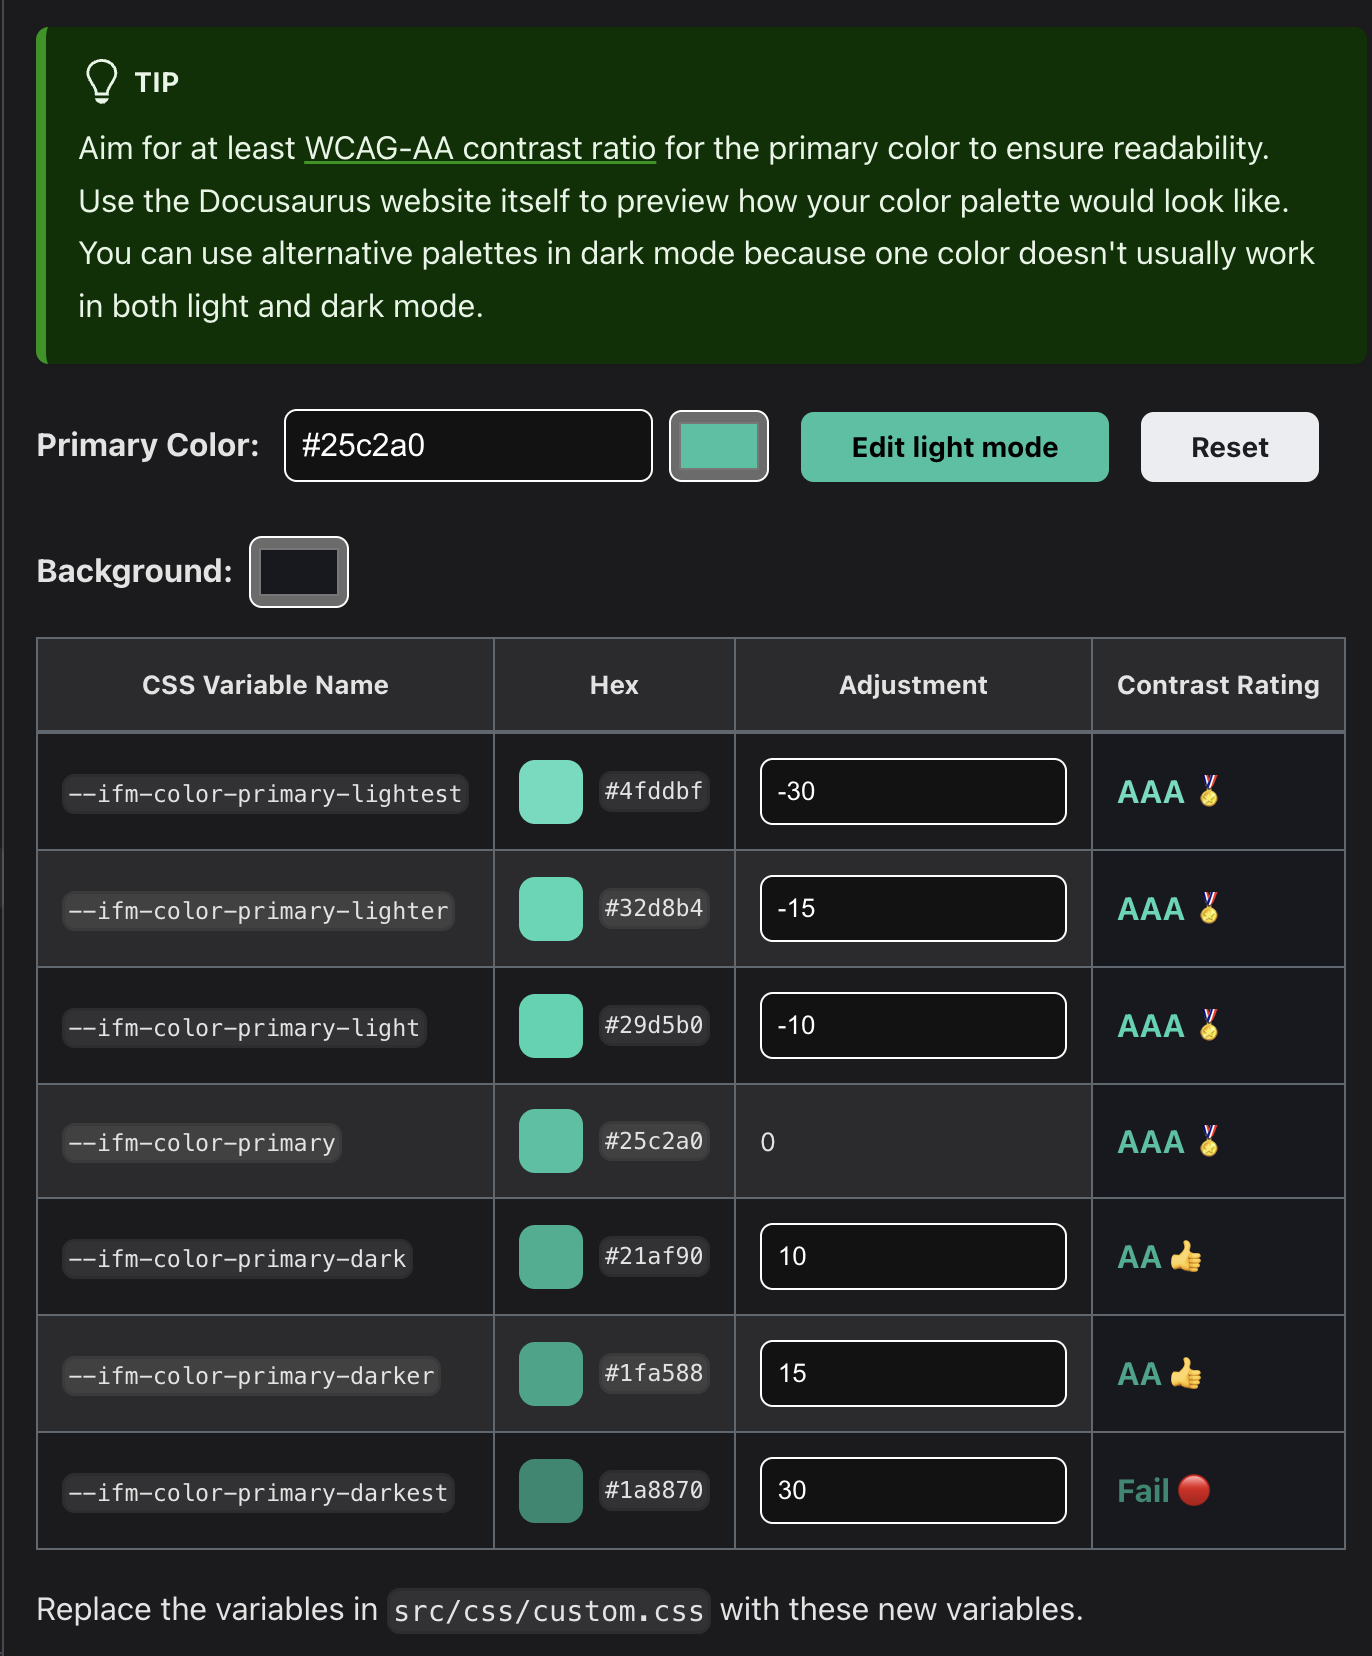 TIP
Aim for at least WCAG-AA contrast ratio for the primary color to ensure readability.
Use the Docusaurus website itself to preview how your color palette would look like.
You can use alternative palettes in dark mode because one color doesn't usually work
in both light and dark mode.
Primary Color: #25c2a0 Edit light mode Reset
Background:
CSS Variable Name Hex Adjustment Contrast Rating
--ifm-color-primary-lightest #4fddbf -30 AAA 🏅
--ifm-color-primary-lighter #32d8b4 -15 AAA 🏅
--ifm-color-primary-light #29d5b0 -10 AAA 🏅
--ifm-color-primary #25c2a0 0 AAA 🏅
--ifm-color-primary-dark #21af90 10 AA 👍
--ifm-color-primary-darker #1fa588 15 AA 👍
--ifm-color-primary-darkest #1a8870 30 Fail 🔴
Replace the variables in src/css/custom.css with these new variables.